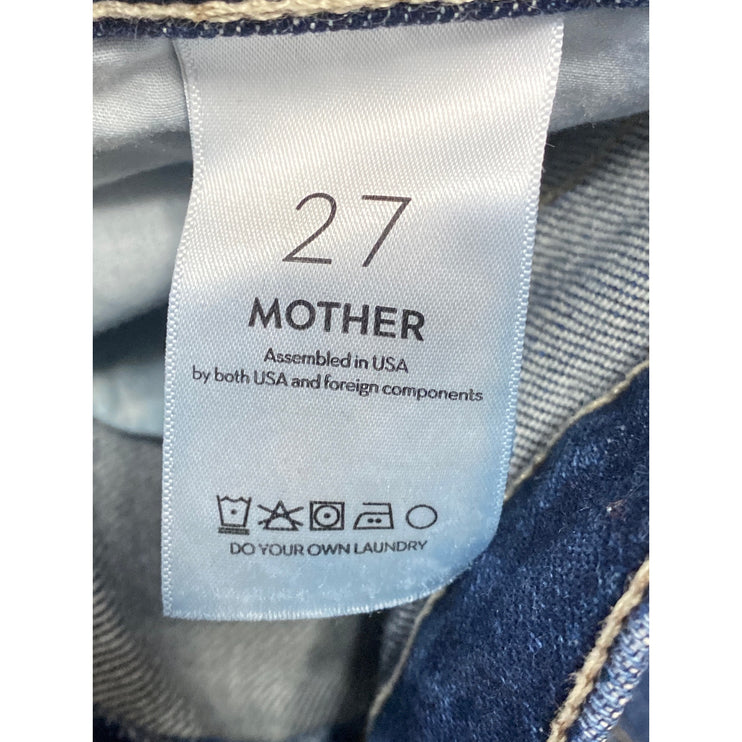 27
MOTHER
Assembled in USA
by both USA and foreign components
DO YOUR OWN LAUNDRY